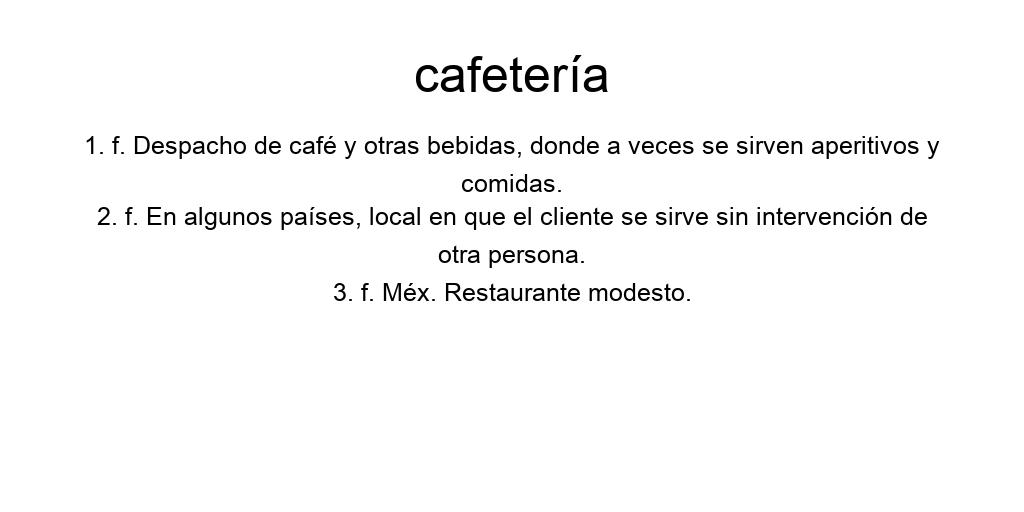 cafetería
1. f. Despacho de café y otras bebidas, donde a veces se sirven aperitivos y
comidas.
2. f. En algunos países, local en que el cliente se sirve sin intervención de
otra persona.
3. f. Méx. Restaurante modesto.